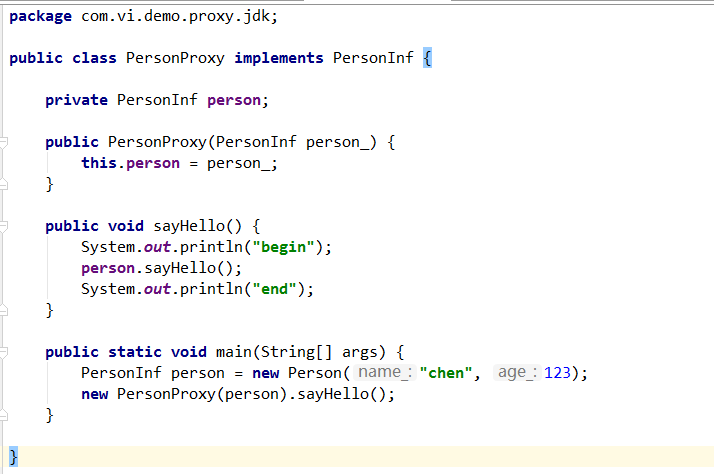 package com.vi.demo.proxy.jdk;
public class PersonProxy implements PersonInf {
private PersonInf person;
public PersonProxy(PersonInf person_) {
this.person = person_;
}
public void sayHello() {
System.out.println("begin");
person.sayHello();
System.out.println("end");
}
public static void main(String[] args) {
PersonInf person = new Person( name_: "chen", age_: 123);
new PersonProxy(person).sayHello();
}
}